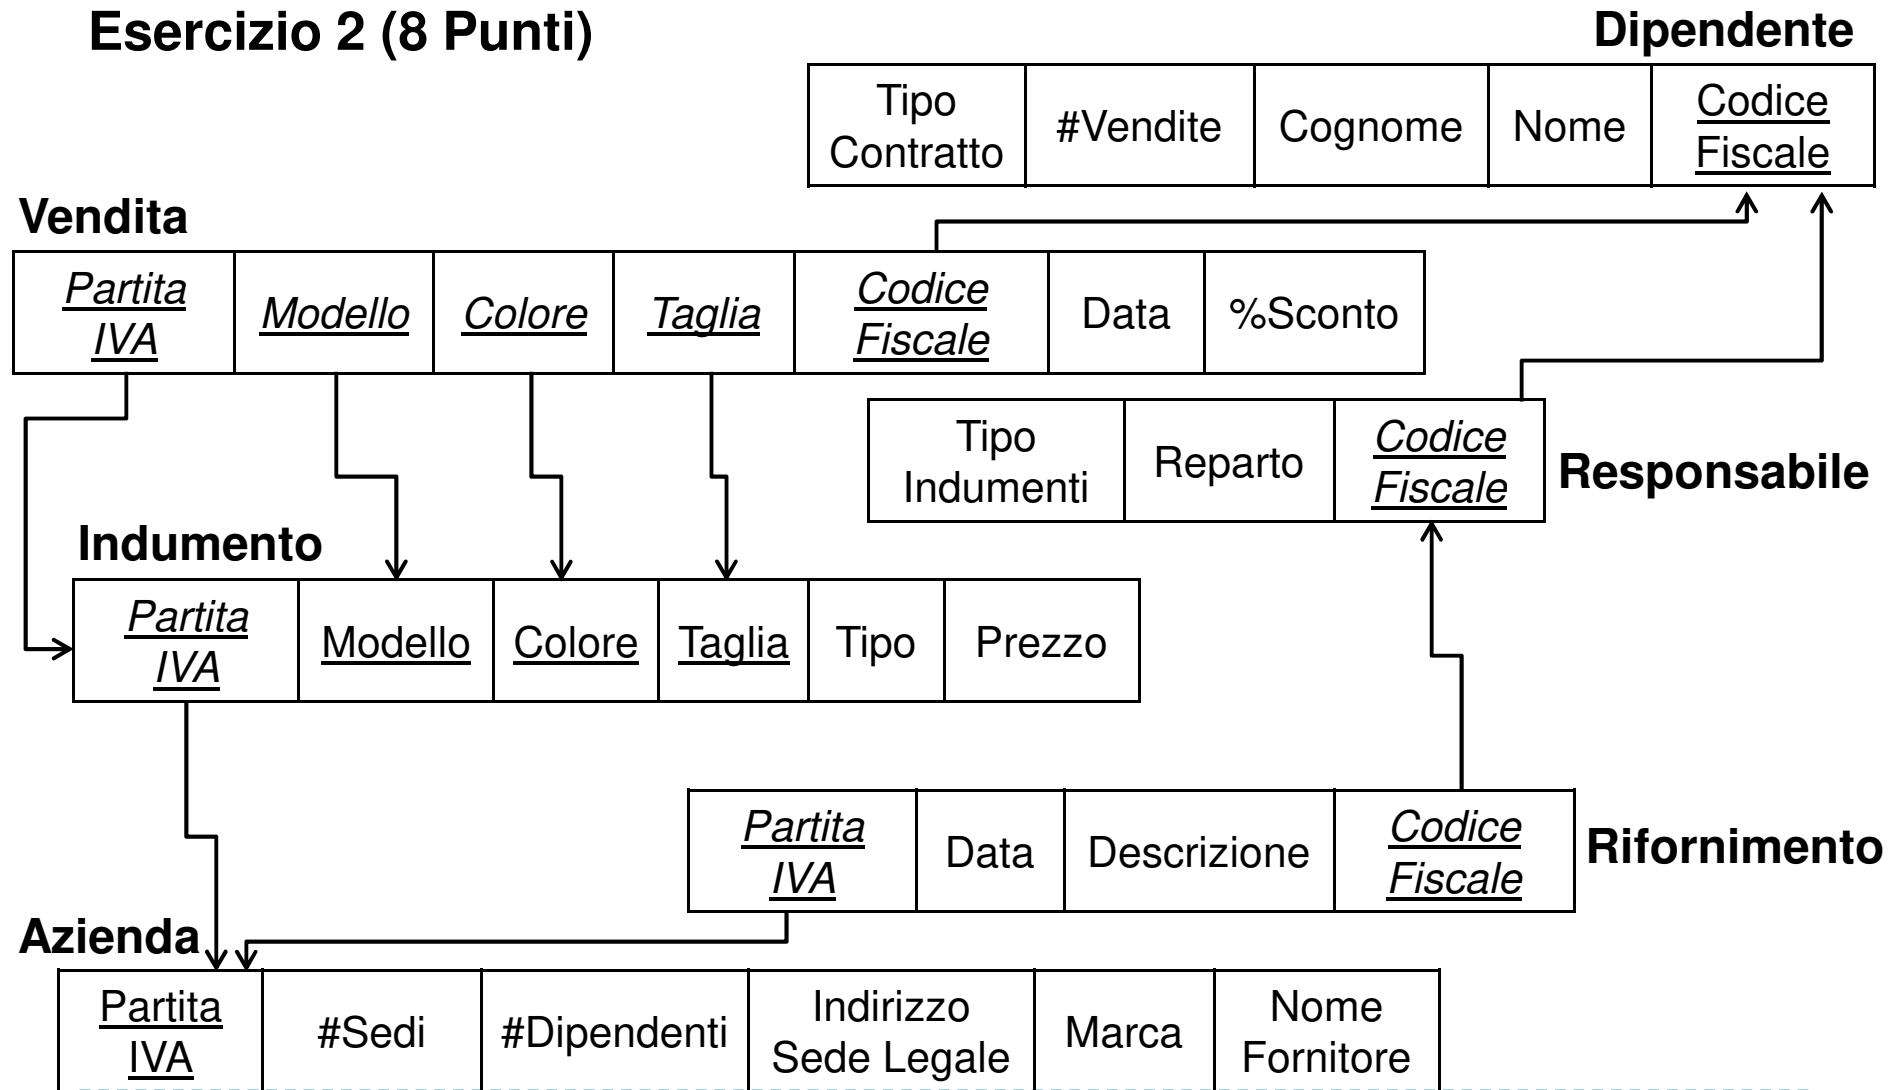 Esercizio 2 (8 Punti)
Dipendente
Tipo Contratto #Vendite Cognome Nome Codice Fiscale
Vendita
Partita IVA Modello Colore Taglia Codice Fiscale Data %Sconto
Tipo Indumenti Reparto Codice Fiscale
Responsabile
Indumento
Partita IVA Modello Colore Taglia Tipo Prezzo
Partita IVA Data Descrizione Codice Fiscale
Rifornimento
Azienda
Partita IVA #Sedi #Dipendenti Indirizzo Sede Legale Marca Nome Fornitore